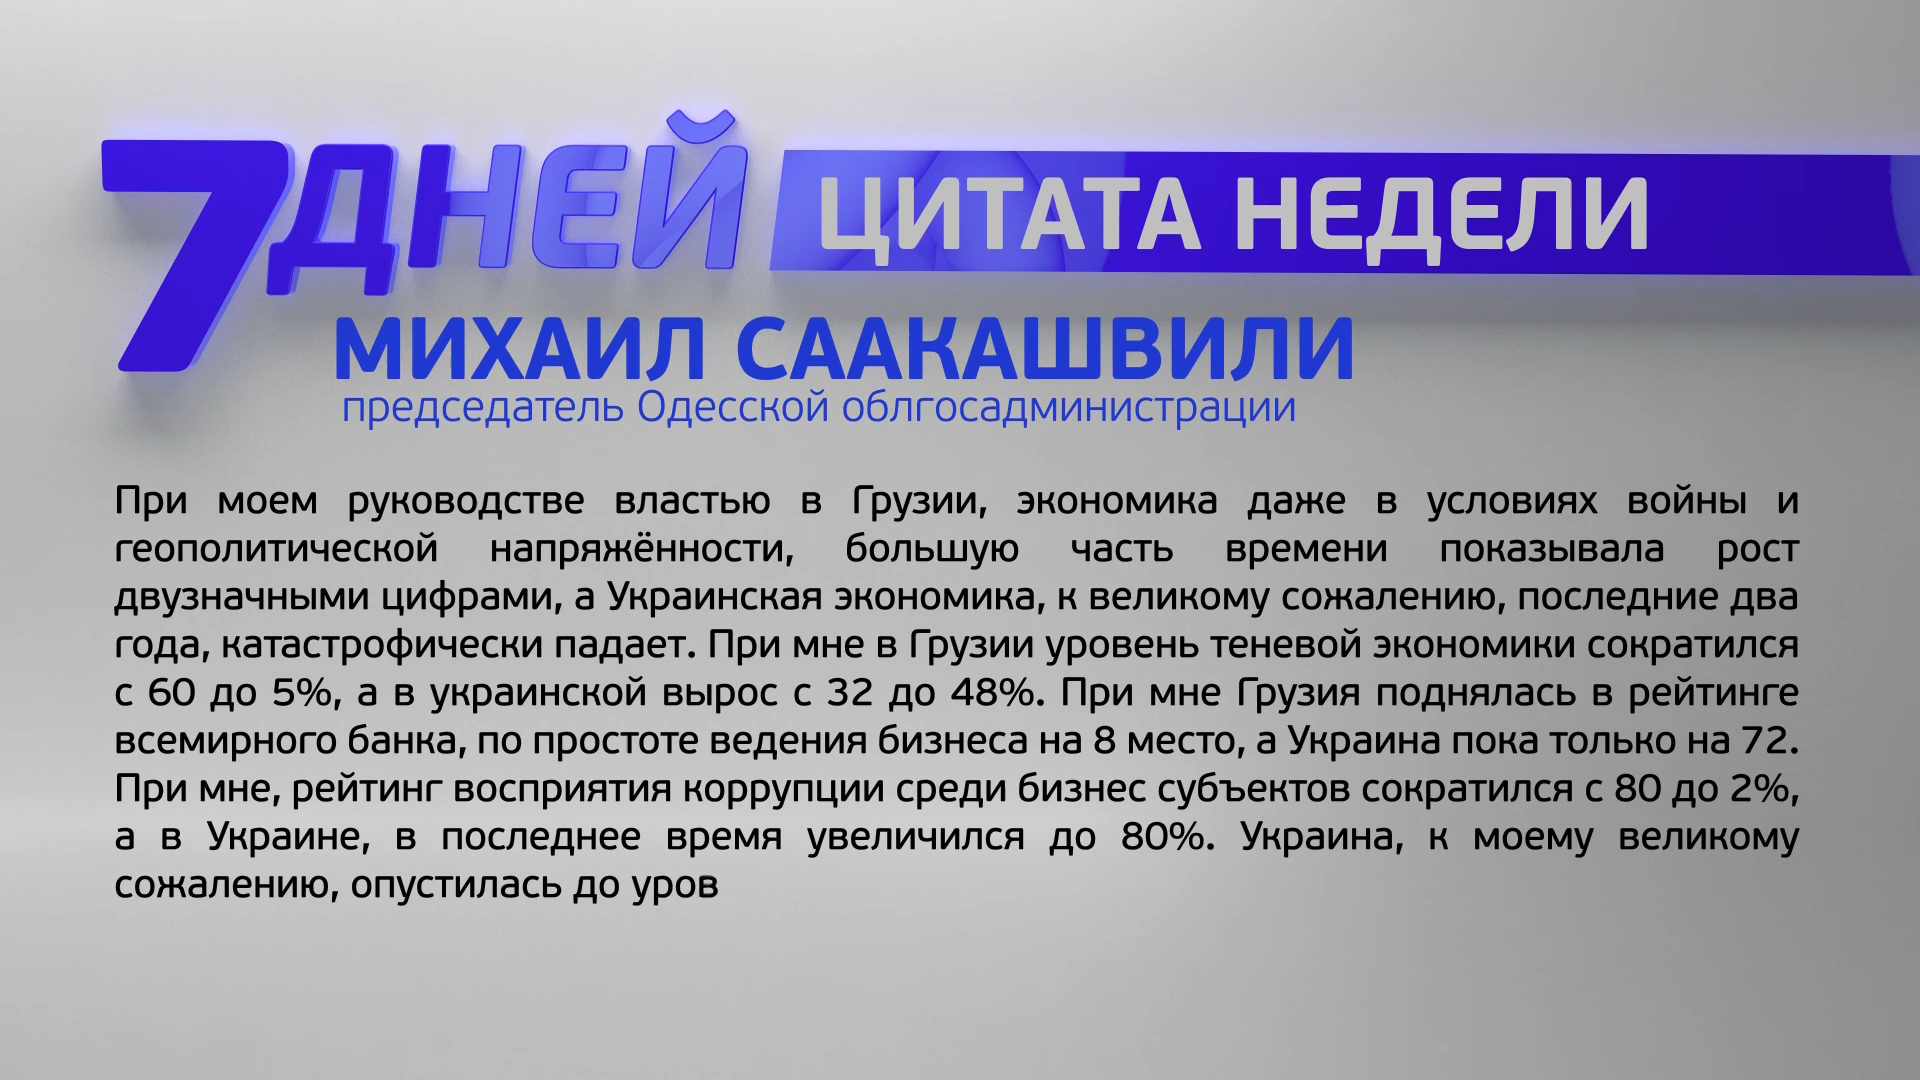 7 ДНЕЙ ЦИТАТА НЕДЕЛИ
МИХАИЛ СААКАШВИЛИ
председатель Одесской облгосадминистрации
При моем руководстве властью в Грузии, экономика даже в условиях войны и
геополитической напряжённости, большую часть времени показывала рост
двузначными цифрами, а Украинская экономика, к великому сожалению, последние два
года, катастрофически падает. При мне в Грузии уровень теневой экономики сократился
с 60 до 5%, а в украинской вырос с 32 до 48%. При мне Грузия поднялась в рейтинге
всемирного банка, по простоте ведения бизнеса на 8 место, а Украина пока только на 72.
При мне, рейтинг восприятия коррупции среди бизнес субъектов сократился с 80 до 2%,
а в Украине, в последнее время увеличился до 80%. Украина, к моему великому
сожалению, опустилась до уров